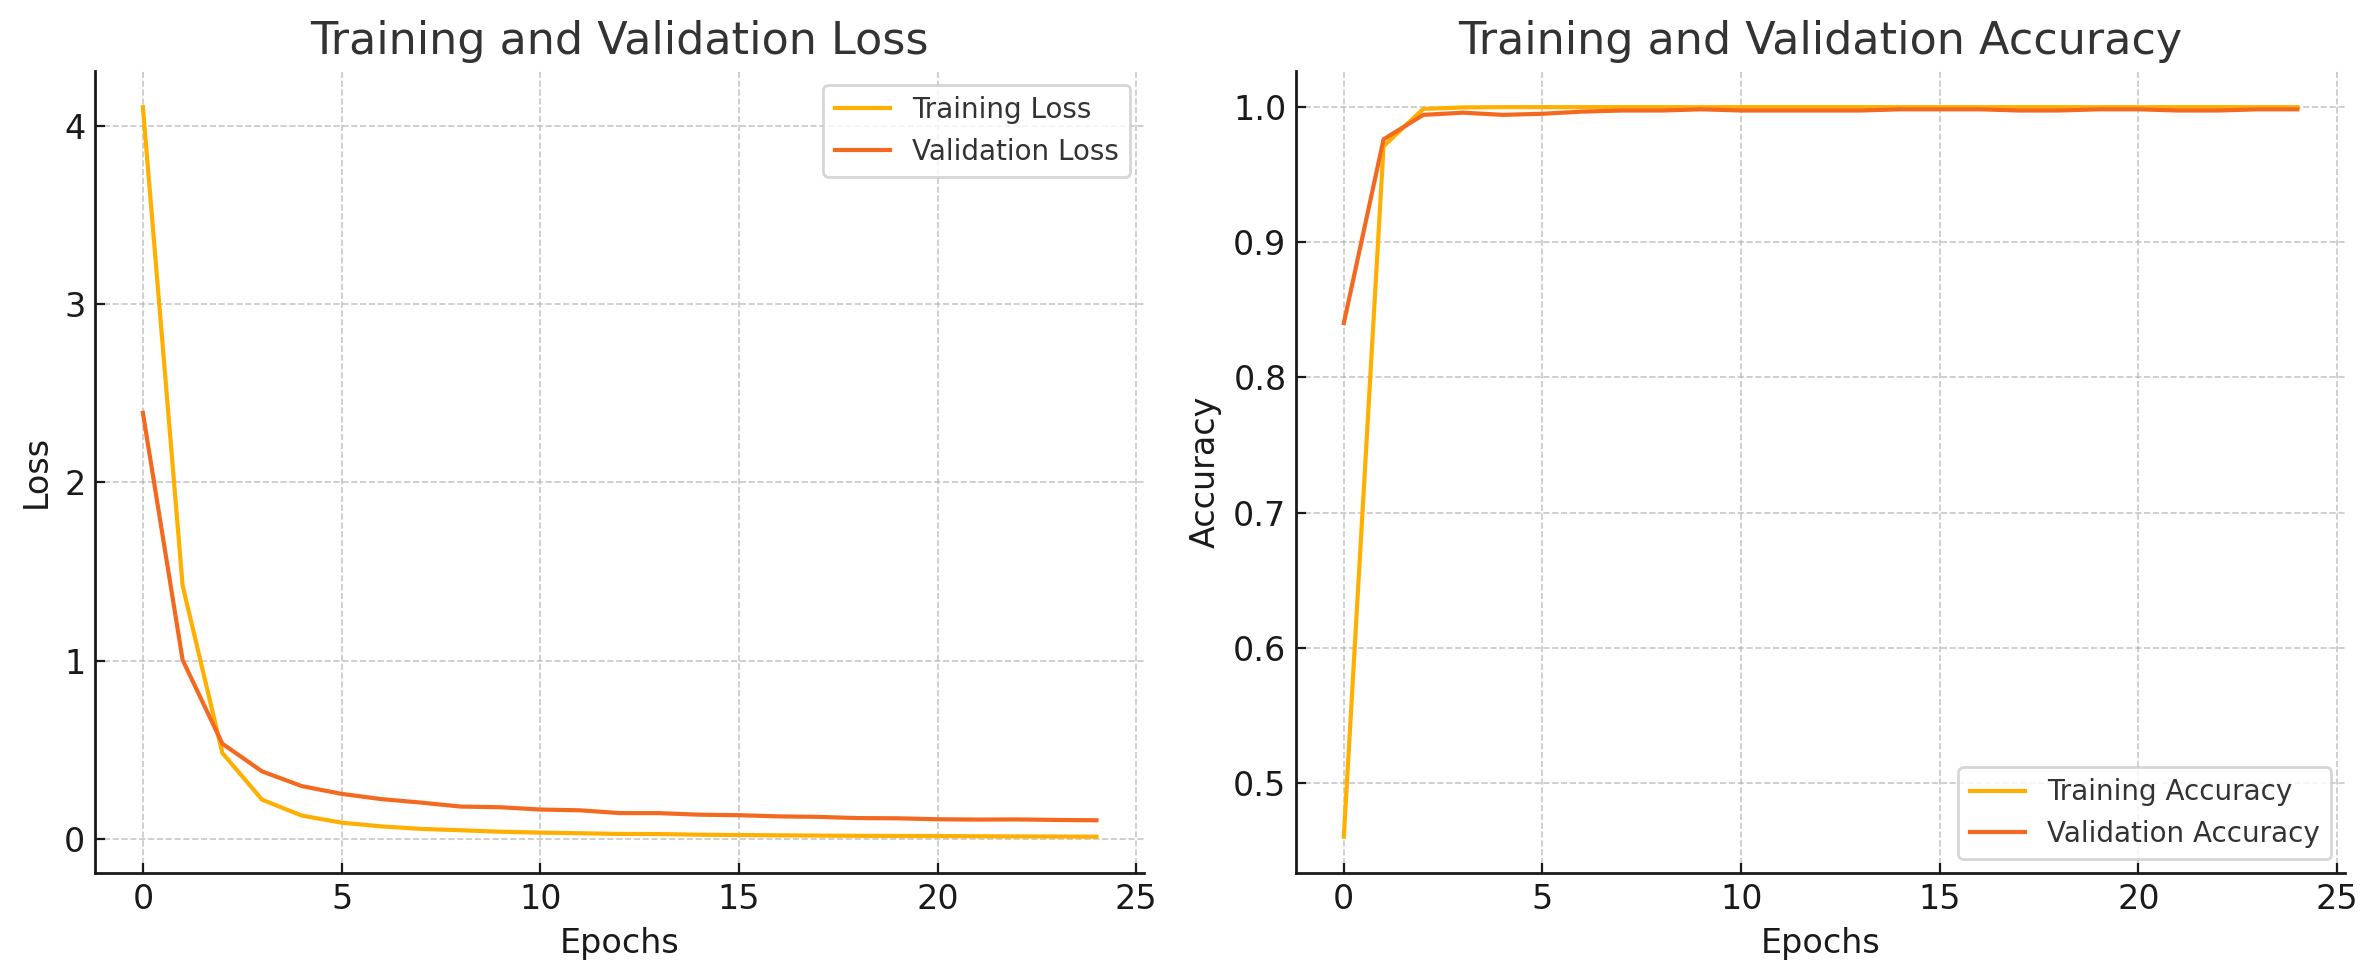 Training and Validation Loss
Training Loss
Validation Loss
4
3
2
1
0
Loss
0 5 10 15 20 25
Epochs
Training and Validation Accuracy
1.0
0.9
0.8
0.7
0.6
0.5
Accuracy
Training Accuracy
Validation Accuracy
0 5 10 15 20 25
Epochs